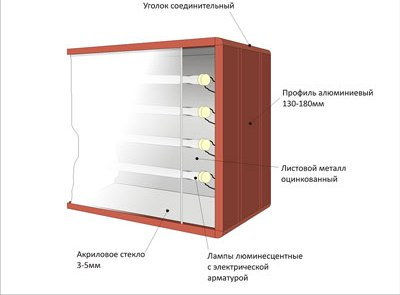 Уголок соединительный
Профиль алюминиевый
130-180мм
Листовой металл
оцинкованный
Акриловое стекло
3-5мм
Лампы люминесцентные
с электрической
арматурой